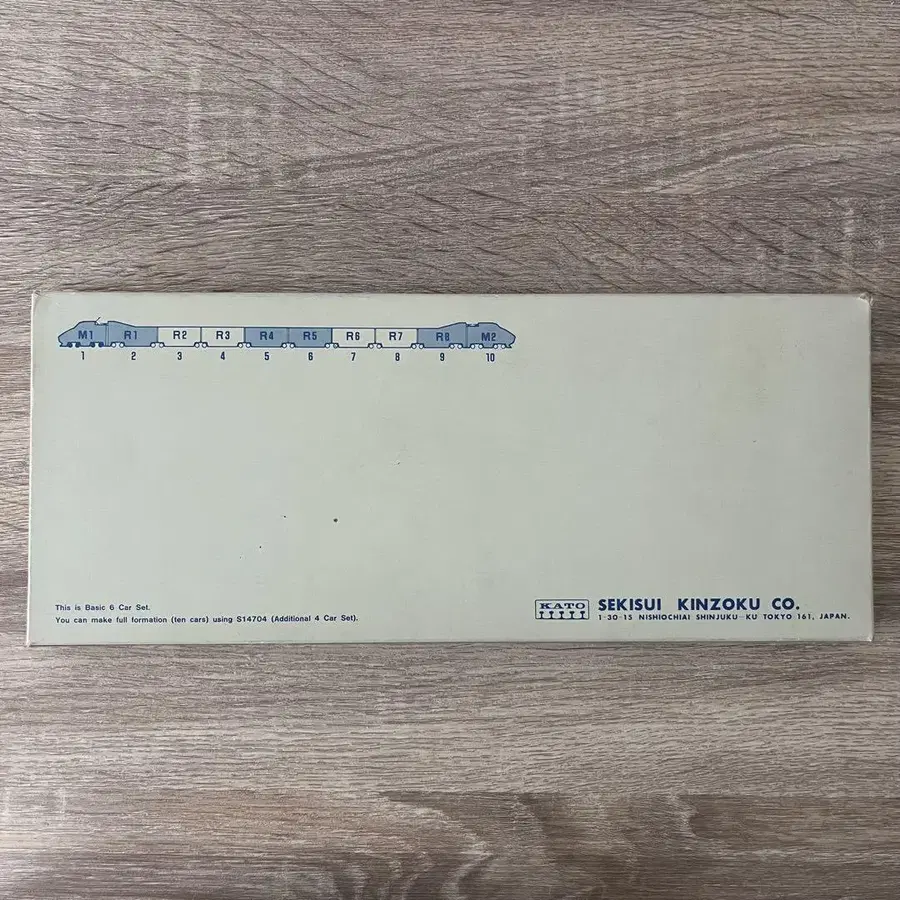 M1 R1 R2 R3 R4 R5 R6 R7 R8 M2
1 2 3 4 5 6 7 8 9 10
This is Basic 6 Car Set.
You can make full formation (ten cars) using S14704 (Additional 4 Car Set).
KATO
SEKISUI KINZOKU CO.
1-30-15 NISHIOCHIAI SHINJUKU-KU TOKYO 161, JAPAN.